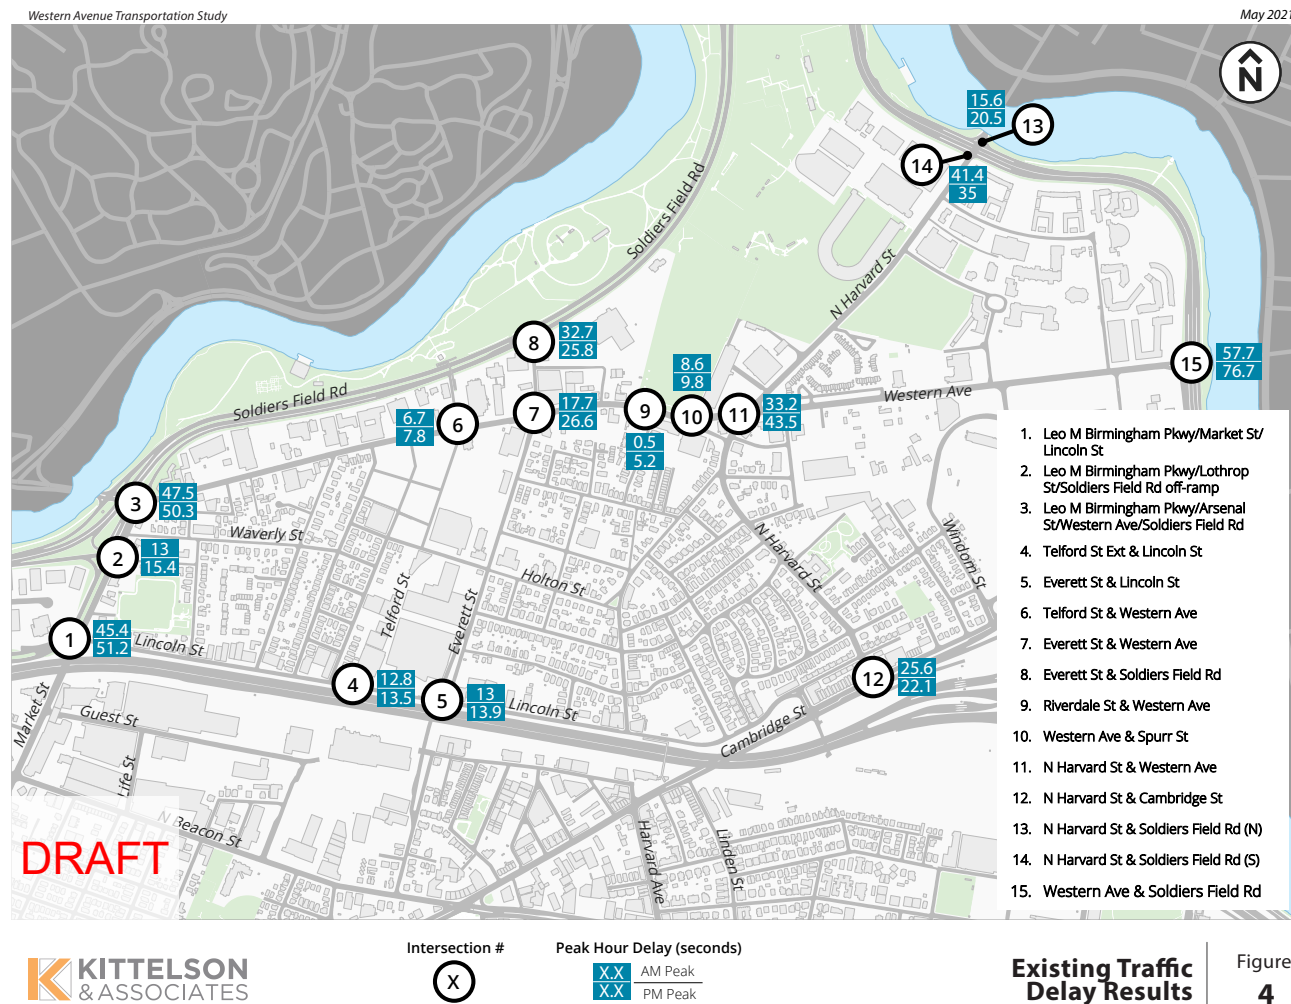 Western Avenue Transportation Study
May 2021
N
15.6
20.5
13
14
41.4
35
Soldiers Field Rd
N Harvard St
8
32.7
25.8
15
57.7
76.7
8.6
9.8
Western Ave
Soldiers Field Rd
6.7
7.8
6
7
17.7
26.6
9
10
11
33.2
43.5
0.5
5.2
3
47.5
50.3
Waverly St
2
13
15.4
N Harvard St
Windom St
Holton St
Telford St
Everett St
1
45.4
51.2
Lincoln St
4
12.8
13.5
5
13
13.9
Lincoln St
12
25.6
22.1
Market St
Guest St
Cambridge St
Life St
N Beacon St
Harvard Ave
Linden St
DRAFT
1. Leo M Birmingham Pkwy/Market St/
Lincoln St
2. Leo M Birmingham Pkwy/Lothrop
St/Soldiers Field Rd off-ramp
3. Leo M Birmingham Pkwy/Arsenal
St/Western Ave/Soldiers Field Rd
4. Telford St Ext & Lincoln St
5. Everett St & Lincoln St
6. Telford St & Western Ave
7. Everett St & Western Ave
8. Everett St & Soldiers Field Rd
9. Riverdale St & Western Ave
10. Western Ave & Spurr St
11. N Harvard St & Western Ave
12. N Harvard St & Cambridge St
13. N Harvard St & Soldiers Field Rd (N)
14. N Harvard St & Soldiers Field Rd (S)
15. Western Ave & Soldiers Field Rd
KITTELSON
& ASSOCIATES
Intersection #
X
Peak Hour Delay (seconds)
X.X AM Peak
X.X PM Peak
Existing Traffic
Delay Results
Figure
4